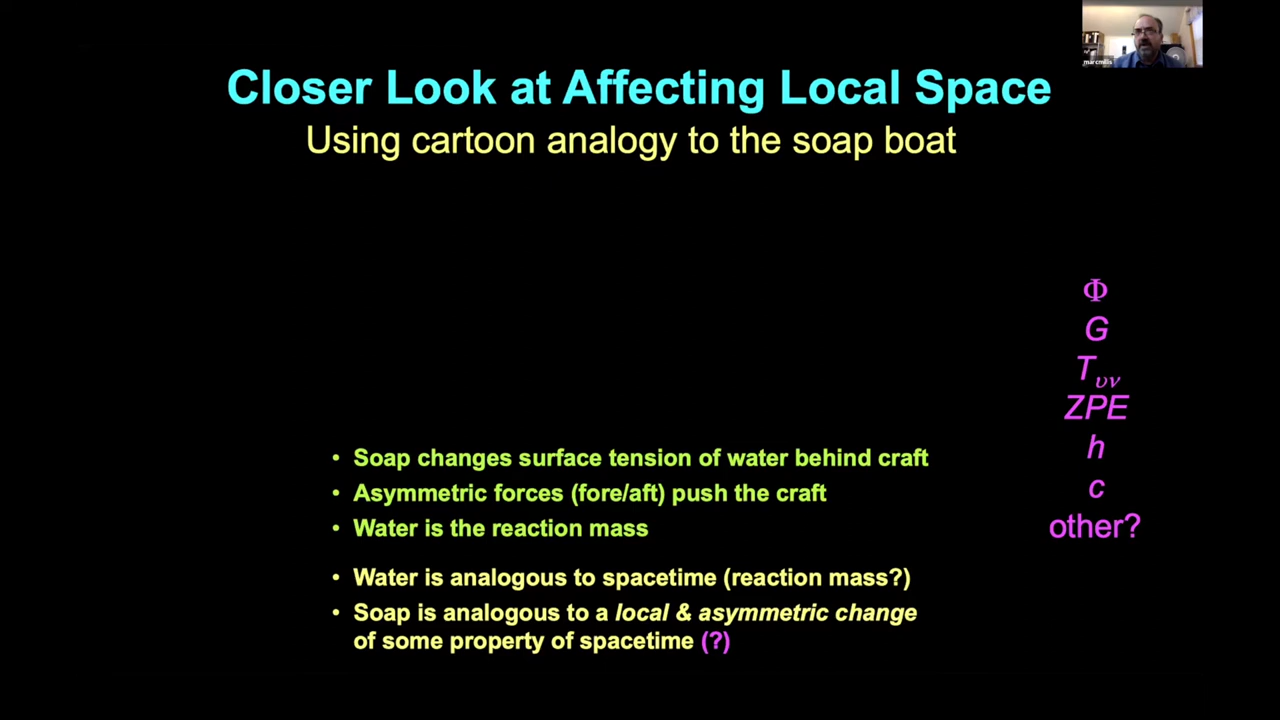 marcmillis
Closer Look at Affecting Local Space
Using cartoon analogy to the soap boat
Φ
G
T_υν
ZPE
h
c
other?
• Soap changes surface tension of water behind craft
• Asymmetric forces (fore/aft) push the craft
• Water is the reaction mass
• Water is analogous to spacetime (reaction mass?)
• Soap is analogous to a local & asymmetric change
of some property of spacetime (?)